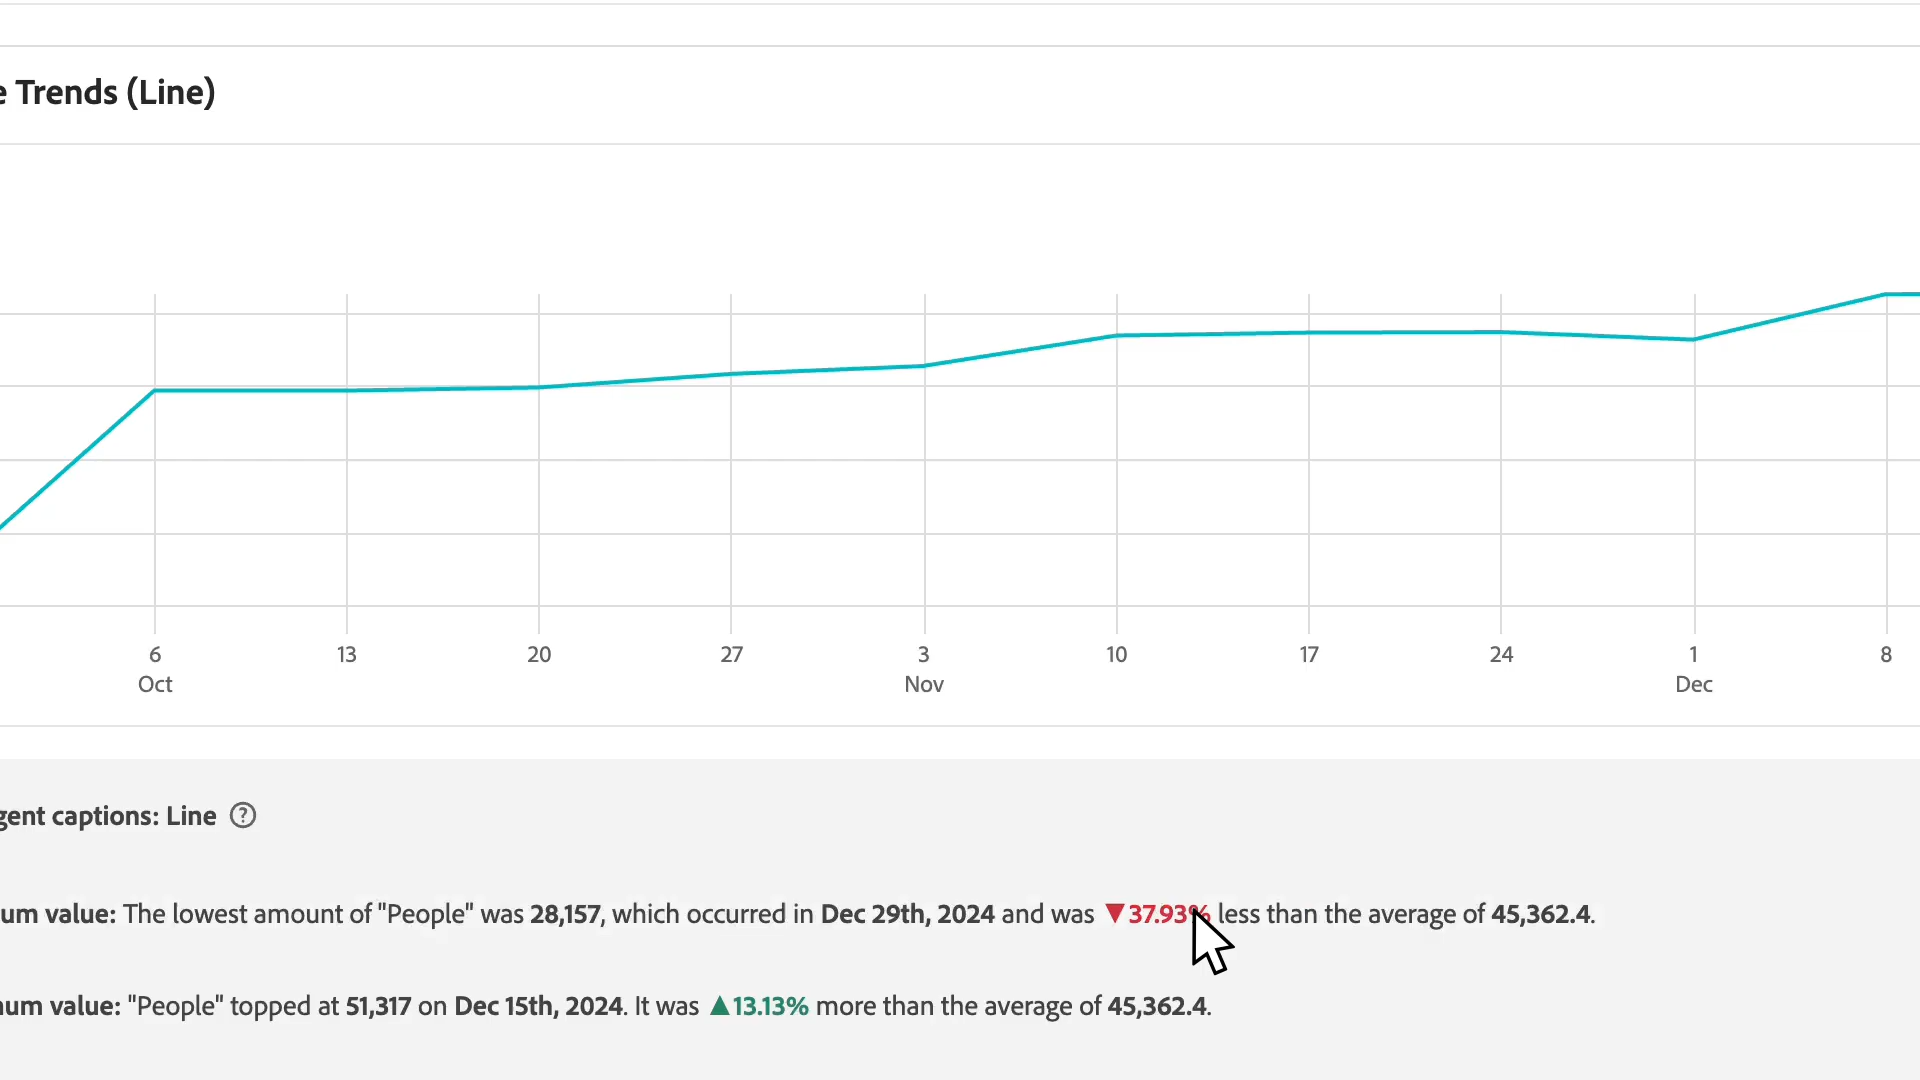 e Trends (Line)
6 13 20 27 3 10 17 24 1 8
Oct Nov Dec
gent captions: Line ?
um value: The lowest amount of "People" was 28,157, which occurred in Dec 29th, 2024 and was ▼37.93% less than the average of 45,362.4.
num value: "People" topped at 51,317 on Dec 15th, 2024. It was ▲13.13% more than the average of 45,362.4.